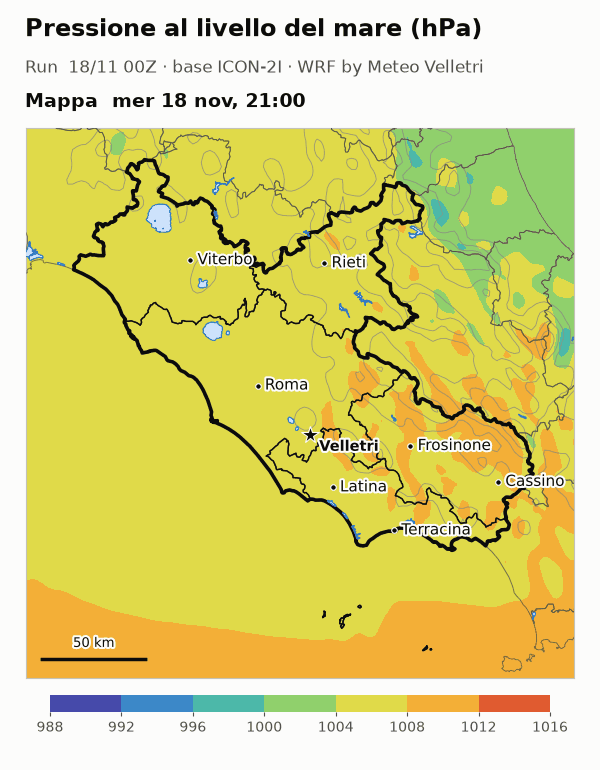 Pressione al livello del mare (hPa)
Run  18/11 00Z · base ICON-2I · WRF by Meteo Velletri
Mappa  mer 18 nov, 21:00
Viterbo
Rieti
Roma
Velletri
Frosinone
Cassino
Latina
Terracina
50 km
988 992 996 1000 1004 1008 1012 1016